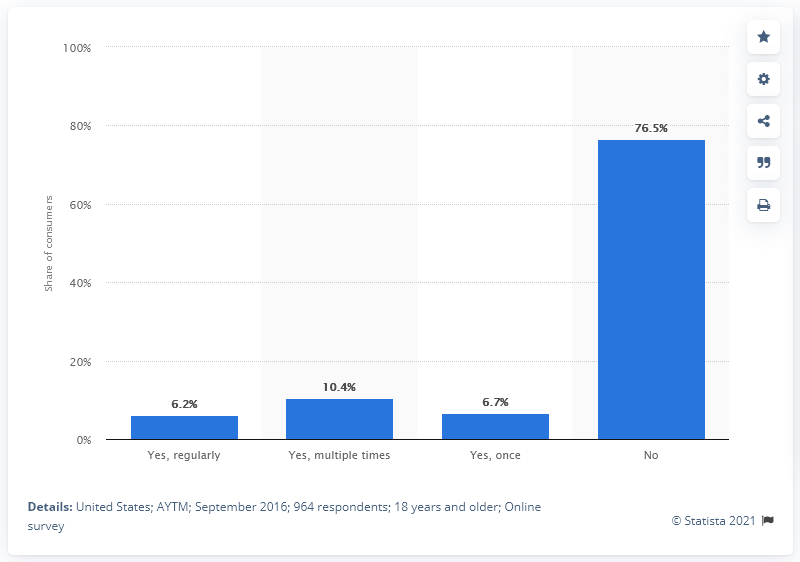 100%
80%
60%
40%
20%
0%
Share of consumers
6.2%
10.4%
6.7%
76.5%
Yes, regularly
Yes, multiple times
Yes, once
No
Details: United States; AYTM; September 2016; 964 respondents; 18 years and older; Online
survey
© Statista 2021